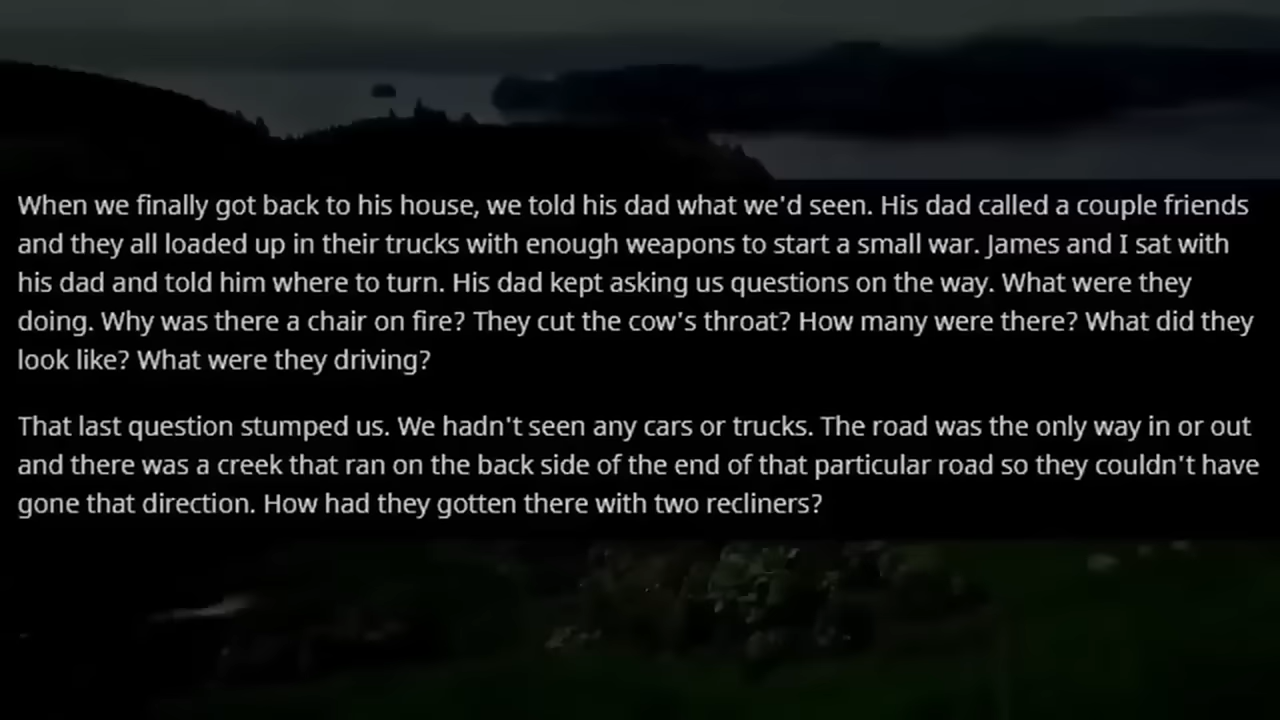 When we finally got back to his house, we told his dad what we'd seen. His dad called a couple friends
and they all loaded up in their trucks with enough weapons to start a small war. James and I sat with
his dad and told him where to turn. His dad kept asking us questions on the way. What were they
doing. Why was there a chair on fire? They cut the cow's throat? How many were there? What did they
look like? What were they driving?
That last question stumped us. We hadn't seen any cars or trucks. The road was the only way in or out
and there was a creek that ran on the back side of the end of that particular road so they couldn't have
gone that direction. How had they gotten there with two recliners?